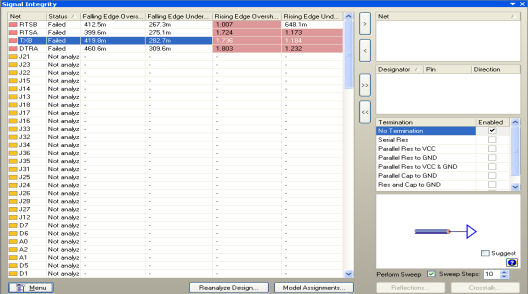 Signal Integrity
Net Status Falling Edge Overs... Falling Edge Under... Rising Edge Oversh... Rising Edge Und...
RTSB Failed 412.5m 267.3m 1.807 648.1m
RTSA Failed 399.6m 275.1m 1.724 1.173
TXB Failed 419.9m 282.7m 1.736 1.184
DTRA Failed 460.6m 309.6m 1.803 1.232
J21 Not analyz - - - -
J23 Not analyz - - - -
J22 Not analyz - - - -
J15 Not analyz - - - -
J14 Not analyz - - - -
J13 Not analyz - - - -
J18 Not analyz - - - -
J17 Not analyz - - - -
J16 Not analyz - - - -
J33 Not analyz - - - -
J32 Not analyz - - - -
J34 Not analyz - - - -
J36 Not analyz - - - -
J35 Not analyz - - - -
J31 Not analyz - - - -
J25 Not analyz - - - -
J24 Not analyz - - - -
J26 Not analyz - - - -
J28 Not analyz - - - -
J27 Not analyz - - - -
J12 Not analyz - - - -
D7 Not analyz - - - -
D6 Not analyz - - - -
A0 Not analyz - - - -
A2 Not analyz - - - -
A1 Not analyz - - - -
D5 Not analyz - - - -
D1 Not analyz - - - -
Menu
Reanalyze Design...
Model Assignments...
>
<
>>
<<
Net
Designator Pin Direction
Termination Enabled
No Termination
Serial Res
Parallel Res to VCC
Parallel Res to GND
Parallel Res to VCC & GND
Parallel Cap to GND
Res and Cap to GND
Suggest
?
Perform Sweep Sweep Steps: 10
Reflections...
Crosstalk...